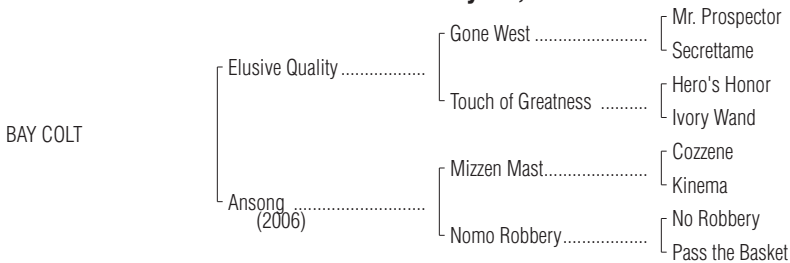 Mr. Prospector
Gone West ........................
Secrettame
Elusive Quality ..................
Hero's Honor
Touch of Greatness ..........
Ivory Wand
BAY COLT
Cozzene
Mizzen Mast......................
Kinema
Ansong ............................
(2006)
No Robbery
Nomo Robbery..................
Pass the Basket